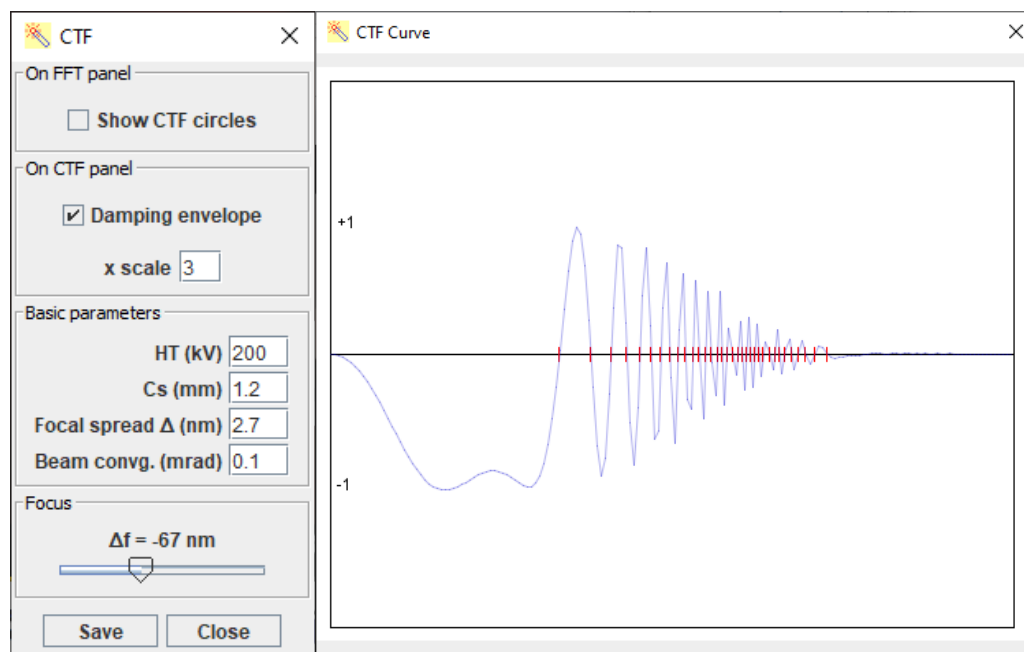 CTF
On FFT panel
Show CTF circles
On CTF panel
Damping envelope
x scale 3
Basic parameters
HT (kV) 200
Cs (mm) 1.2
Focal spread Δ (nm) 2.7
Beam convg. (mrad) 0.1
Focus
Δf = -67 nm
Save Close
CTF Curve
+1
-1